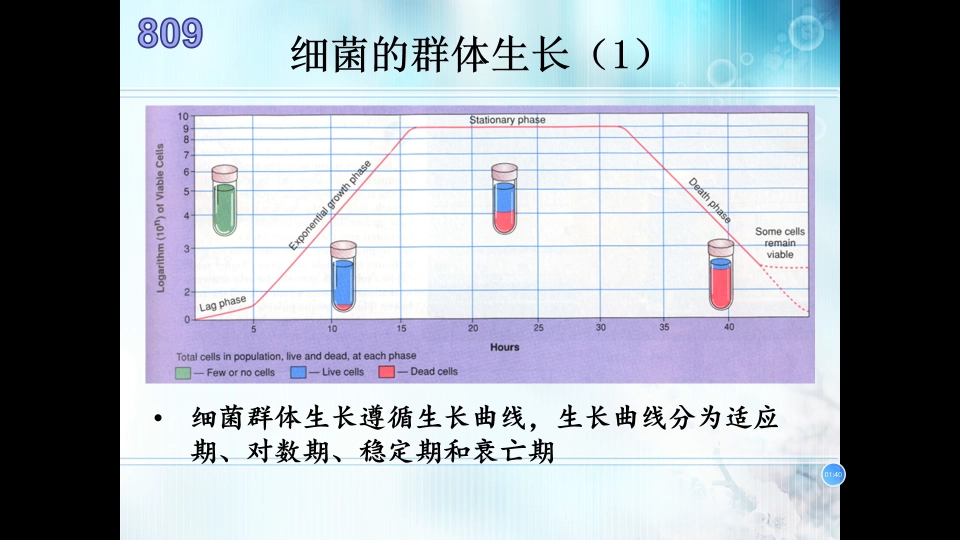 809
细菌的群体生长（1）
Logarithm (10ⁿ) of Viable Cells
10
9
8
7
6
5
4
3
2
0
Lag phase
Exponential growth phase
Stationary phase
Death phase
Some cells
remain
viable
5 10 15 20 25 30 35 40
Hours
Total cells in population, live and dead, at each phase
— Few or no cells — Live cells — Dead cells
• 细菌群体生长遵循生长曲线，生长曲线分为适应
期、对数期、稳定期和衰亡期
01:40